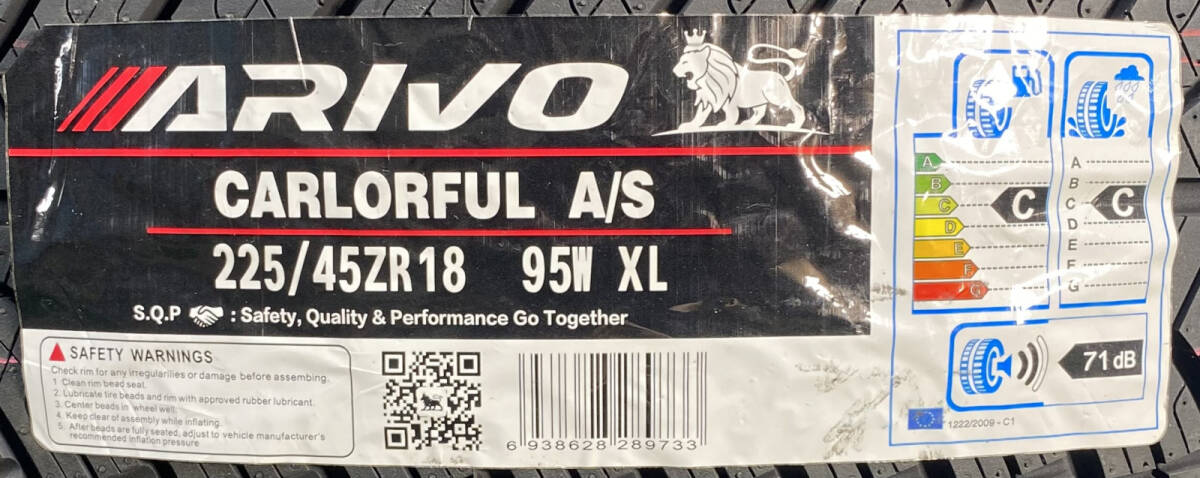 ARIVO
CARLORFUL A/S
225/45ZR18 95W XL
S.Q.P : Safety, Quality & Performance Go Together
SAFETY WARNINGS
Check rim for any irregularities or damage before assembling.
1. Clean rim bead seat.
2. Lubricate tire beads and rim with approved rubber lubricant.
3. Center beads in wheel well.
4. Keep clear of assembly while inflating.
5. After beads are fully seated, adjust to vehicle manufacturer's
recommended inflation pressure
6 938628 289733
A
B
C
D
E
F
G
C
A
B
C
D
E
F
G
C
71 dB
1222/2009 - C1